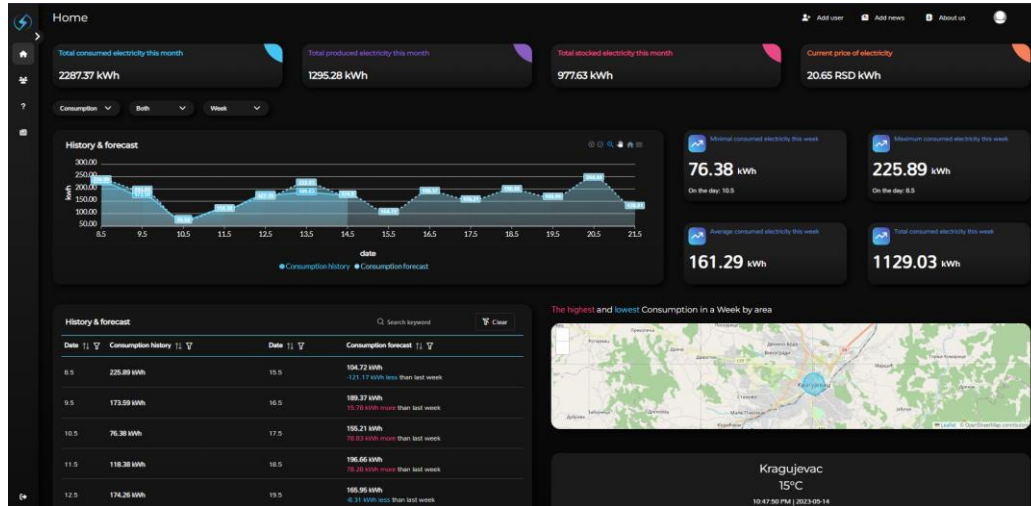 Home
Add user
Add news
About us
Total consumed electricity this month
2287.37 kWh
Total produced electricity this month
1295.28 kWh
Total stocked electricity this month
977.63 kWh
Current price of electricity
20.65 RSD kWh
Consumption
Both
Week
History & forecast
300.00
250.00
200.00
150.00
100.00
50.00
kWh
8.5 9.5 10.5 11.5 12.5 13.5 14.5 15.5 16.5 17.5 18.5 19.5 20.5 21.5
date
Consumption history Consumption forecast
Minimal consumed electricity this week
76.38 kWh
On the day: 10.5
Maximum consumed electricity this week
225.89 kWh
On the day: 8.5
Average consumed electricity this week
161.29 kWh
Total consumed electricity this week
1129.03 kWh
History & forecast
Search keyword
Clear
Date Consumption history Date Consumption forecast
8.5 225.89 kWh 15.5 104.72 kWh
-121.17 kWh less than last week
9.5 173.59 kWh 16.5 189.37 kWh
15.78 kWh more than last week
10.5 76.38 kWh 17.5 155.21 kWh
78.83 kWh more than last week
11.5 118.38 kWh 18.5 196.66 kWh
78.28 kWh more than last week
12.5 174.26 kWh 19.5 165.95 kWh
-8.31 kWh less than last week
The highest and lowest Consumption in a Week by area
Крагујевац
Leaflet | © OpenStreetMap contributors
Kragujevac
15°C
10:47:50 PM | 2023-05-14